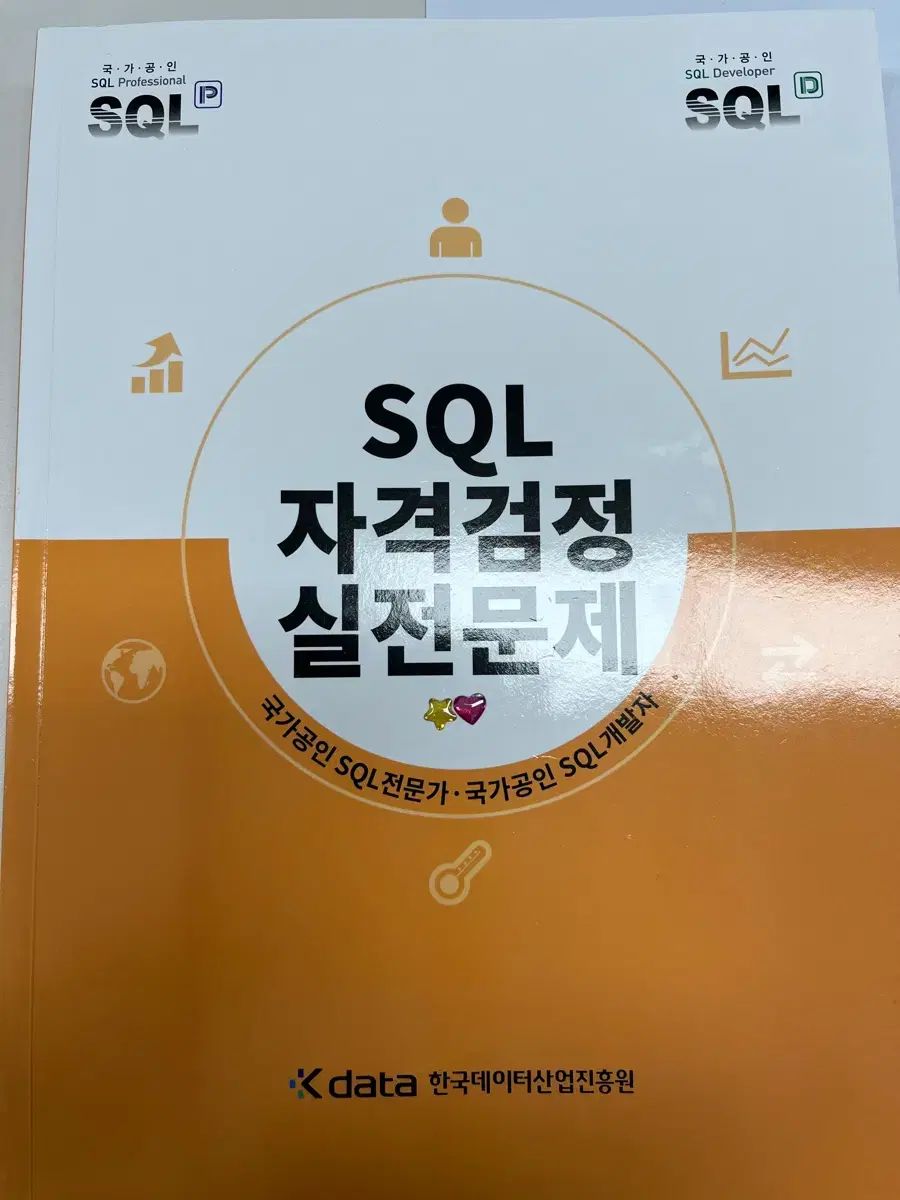 국·가·공·인
SQL Professional
SQL P
국·가·공·인
SQL Developer
SQL D
SQL
자격검정
실전문제
국가공인 SQL전문가·국가공인 SQL개발자
K data 한국데이터산업진흥원